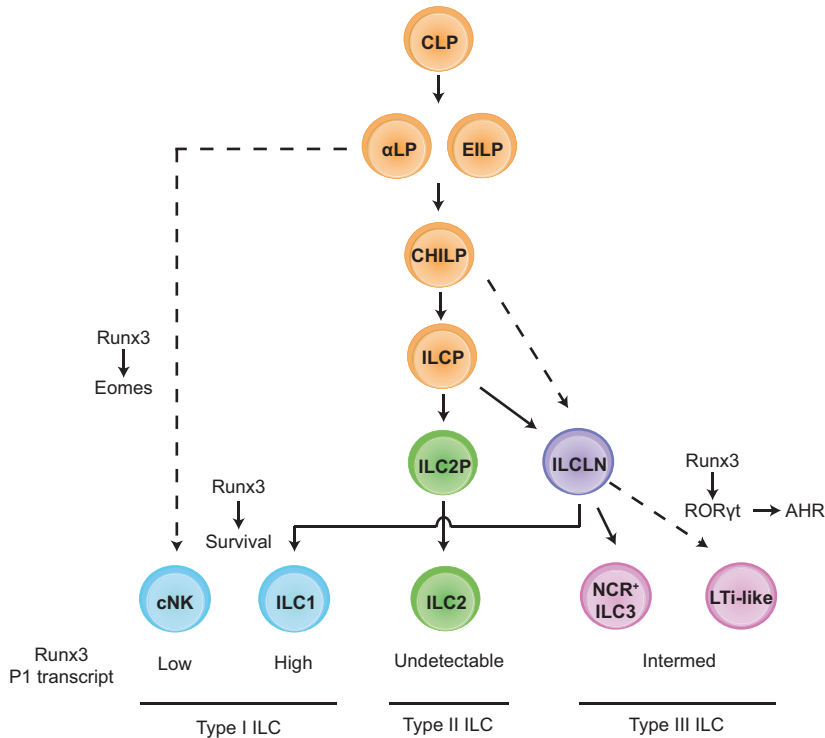 CLP
αLP
EILP
CHILP
Runx3
Eomes
ILCP
ILC2P
ILCLN
Runx3
Survival
Runx3
RORγt
AHR
cNK
ILC1
ILC2
NCR⁺
ILC3
LTi-like
Runx3
P1 transcript
Low
High
Undetectable
Intermed
Type I ILC
Type II ILC
Type III ILC